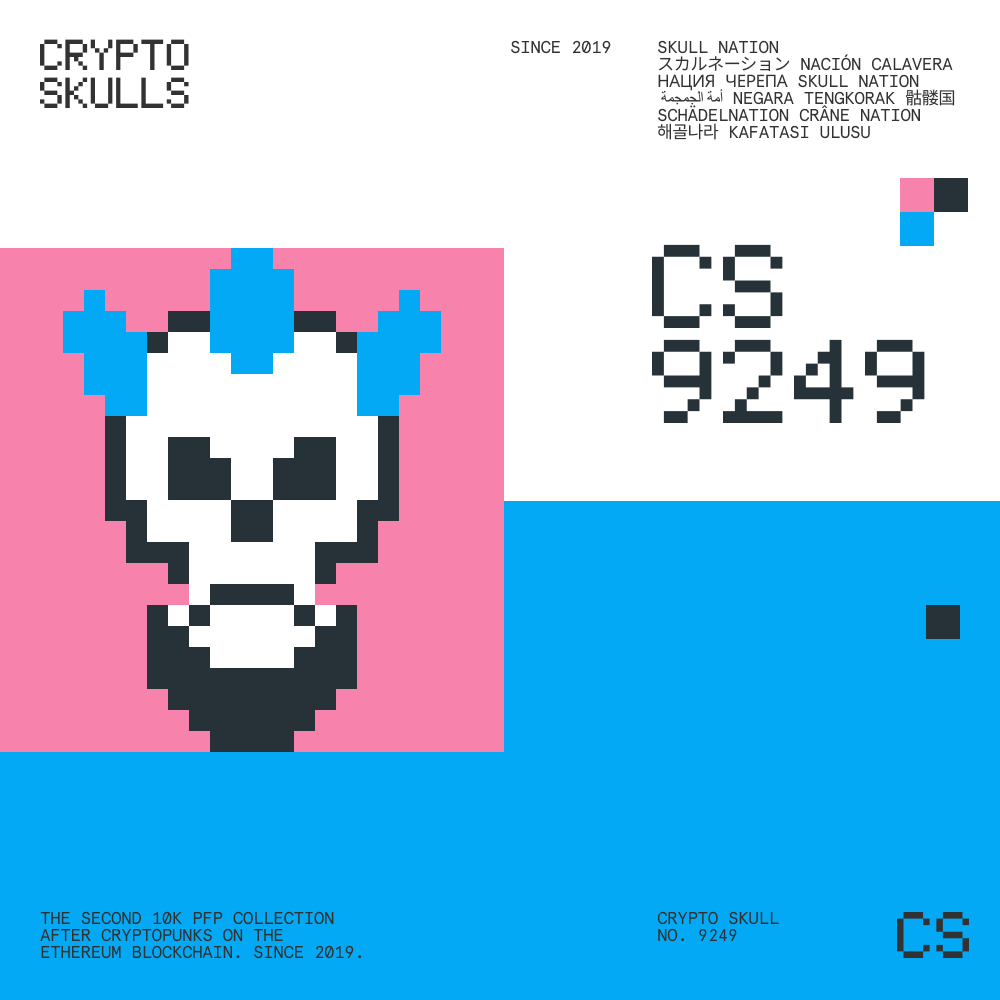 CRYPTO
SKULLS
SINCE 2019
SKULL NATION
スカルネーション NACIÓN CALAVERA
НАЦИЯ ЧЕРЕПА SKULL NATION
أمة الجمجمة NEGARA TENGKORAK 骷髅国
SCHÄDELNATION CRÂNE NATION
해골나라 KAFATASI ULUSU
CS
9249
THE SECOND 10K PFP COLLECTION
AFTER CRYPTOPUNKS ON THE
ETHEREUM BLOCKCHAIN. SINCE 2019.
CRYPTO SKULL
NO. 9249
CS